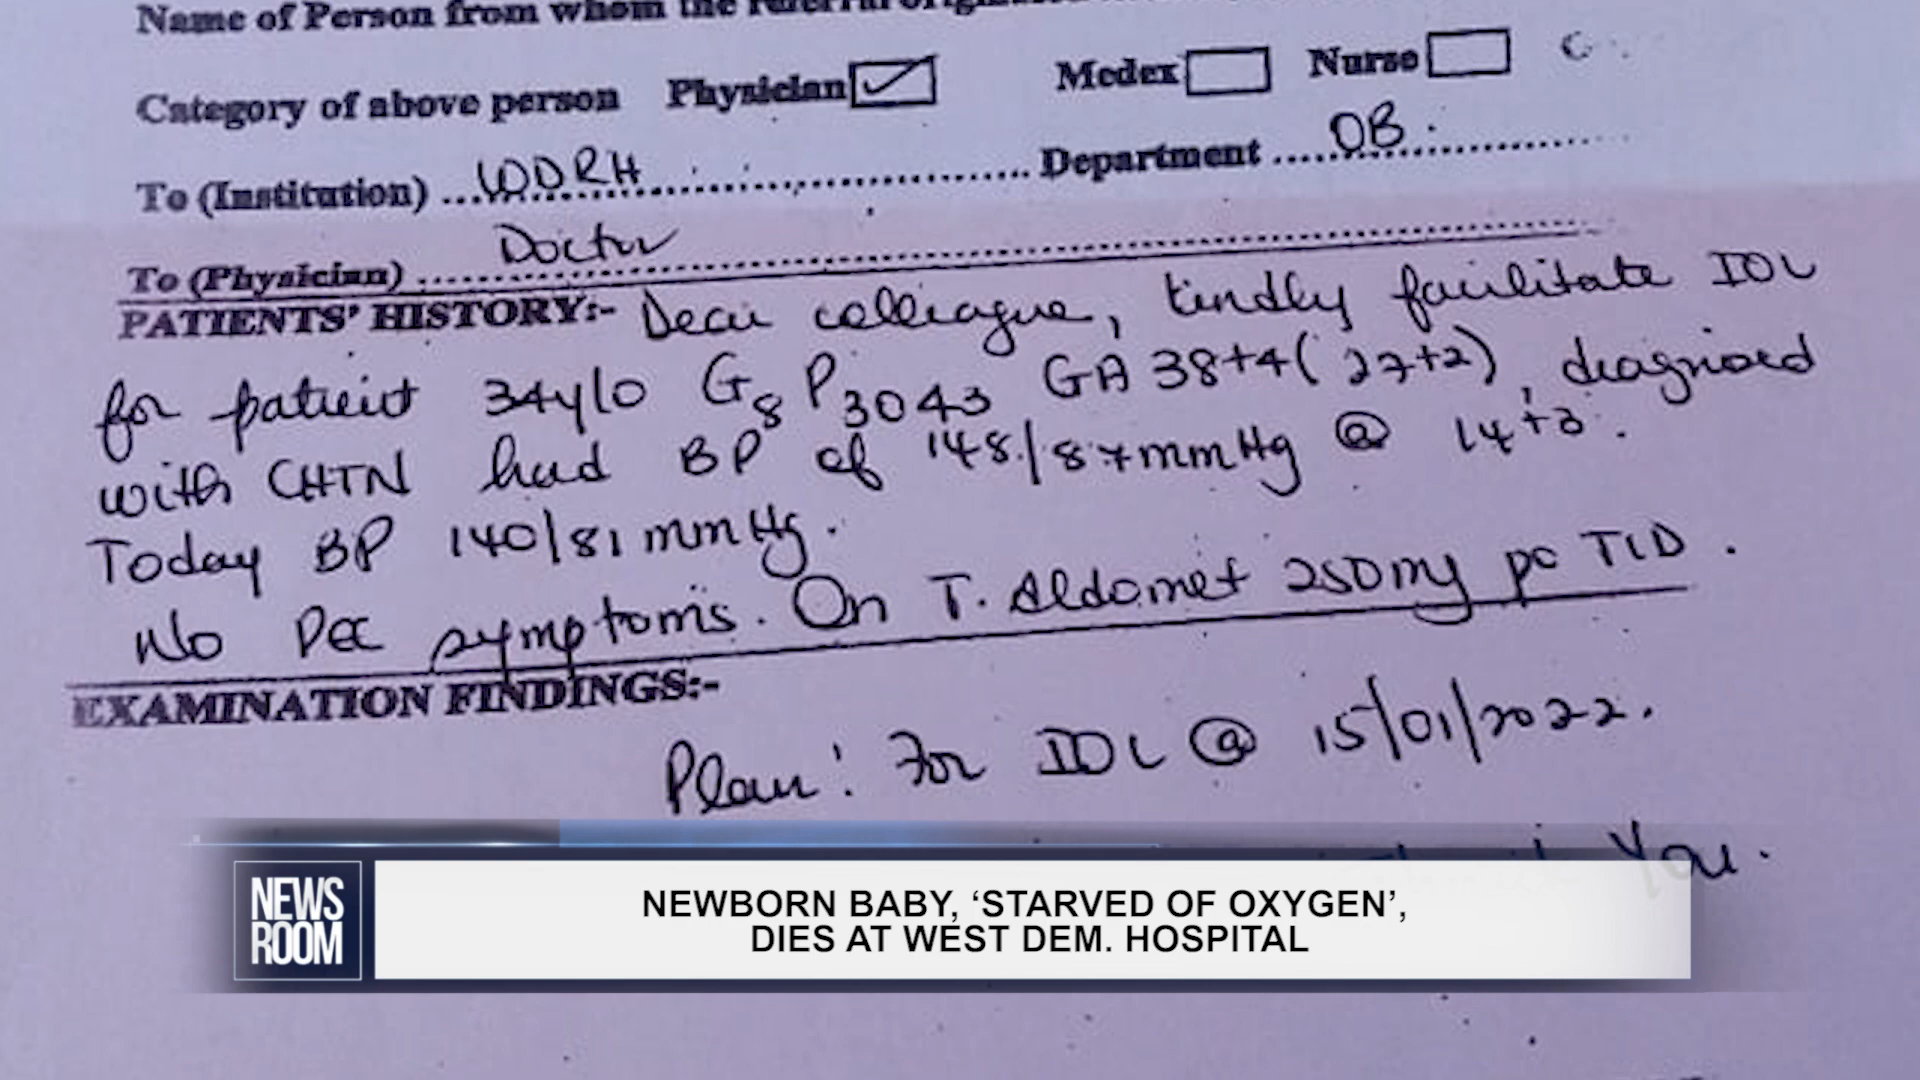 Name of Person from whom the referral
Category of above person Physician Medex Nurse
To (Institution) WDRH Department OB
To (Physician) Doctor
PATIENTS' HISTORY:- Dear colleague, kindly facilitate IOL
for patient 34y/o G8 P3043 GA 38+4 (37+2), diagnosed
with CHTN had BP of 148/87mmHg @ 14+3.
Today BP 140/81mmHg.
No PEC symptoms. On T. Aldomet 250mg po TID.
EXAMINATION FINDINGS:-
Plan: For IOL @ 15/01/2022.
You.
NEWS ROOM
NEWBORN BABY, ‘STARVED OF OXYGEN’,
DIES AT WEST DEM. HOSPITAL